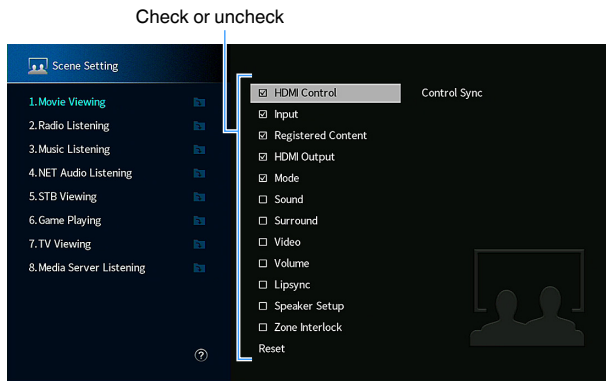 Check or uncheck
Scene Setting
1.Movie Viewing
2.Radio Listening
3.Music Listening
4.NET Audio Listening
5.STB Viewing
6.Game Playing
7.TV Viewing
8.Media Server Listening
?
HDMI Control
Control Sync
Input
Registered Content
HDMI Output
Mode
Sound
Surround
Video
Volume
Lipsync
Speaker Setup
Zone Interlock
Reset